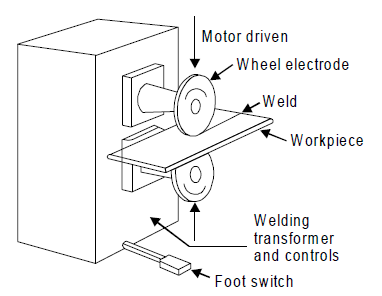 Motor driven
Wheel electrode
Weld
Workpiece
Welding
transformer
and controls
Foot switch